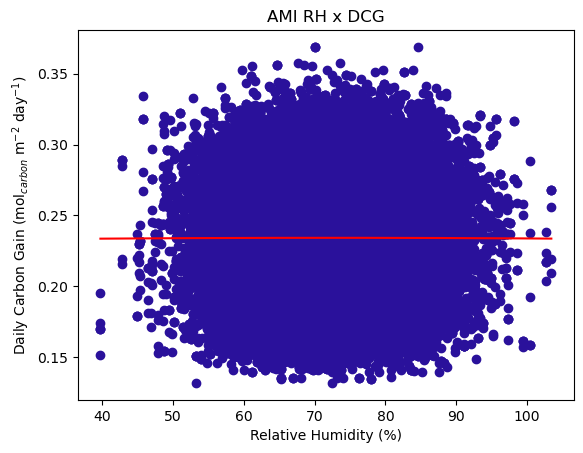 AMI RH x DCG
Daily Carbon Gain (mol$_{carbon}$ m$^{-2}$ day$^{-1}$)
0.35
0.30
0.25
0.20
0.15
40 50 60 70 80 90 100
Relative Humidity (%)